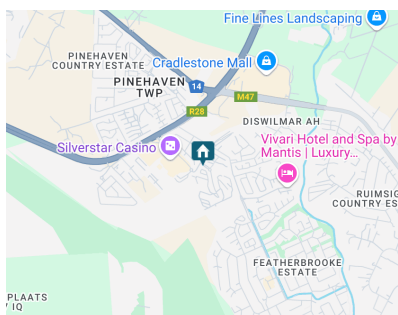 Fine Lines Landscaping
PINEHAVEN
COUNTRY ESTATE
Cradlestone Mall
PINEHAVEN
TWP
14
M47
R28
DISWILMAR AH
Silverstar Casino
Vivari Hotel and Spa by
Mantis | Luxury...
RUIMSIG
COUNTRY ES
FEATHERBROOKE
ESTATE
PLAATS
IQ